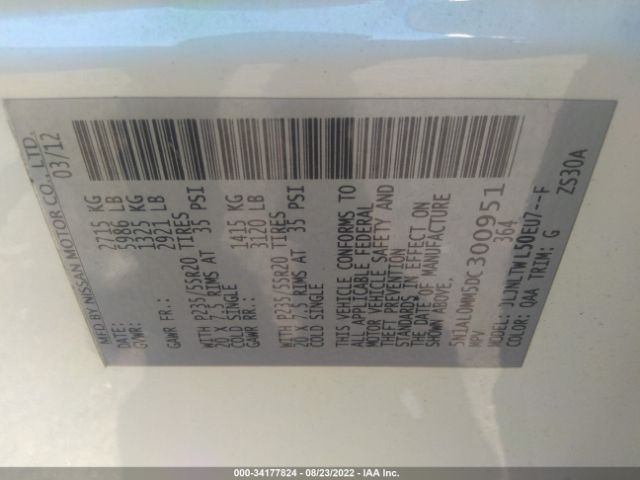 MFD BY NISSAN MOTOR CO., LTD.
DATE: 03/12
GVWR: 2715 KG
5986 LB
GAWR FR.: 1325 KG
2921 LB
WITH P235/55R20 TIRES
20 X 7.5 RIMS AT 35 PSI
COLD SINGLE
GAWR RR.: 1415 KG
3120 LB
WITH P235/55R20 TIRES
20 X 7.5 RIMS AT 35 PSI
COLD SINGLE
THIS VEHICLE CONFORMS TO
ALL APPLICABLE FEDERAL
MOTOR VEHICLE SAFETY AND
THEFT PREVENTION
STANDARDS IN EFFECT ON
THE DATE OF MANUFACTURE
SHOWN ABOVE.
5N1AL0MM5DC300951
MPV 364
MODEL: JLJNLTWL50EU7--F
COLOR: QAA TRIM: G ZS30A
000-34177824 - 08/23/2022 - IAA Inc.